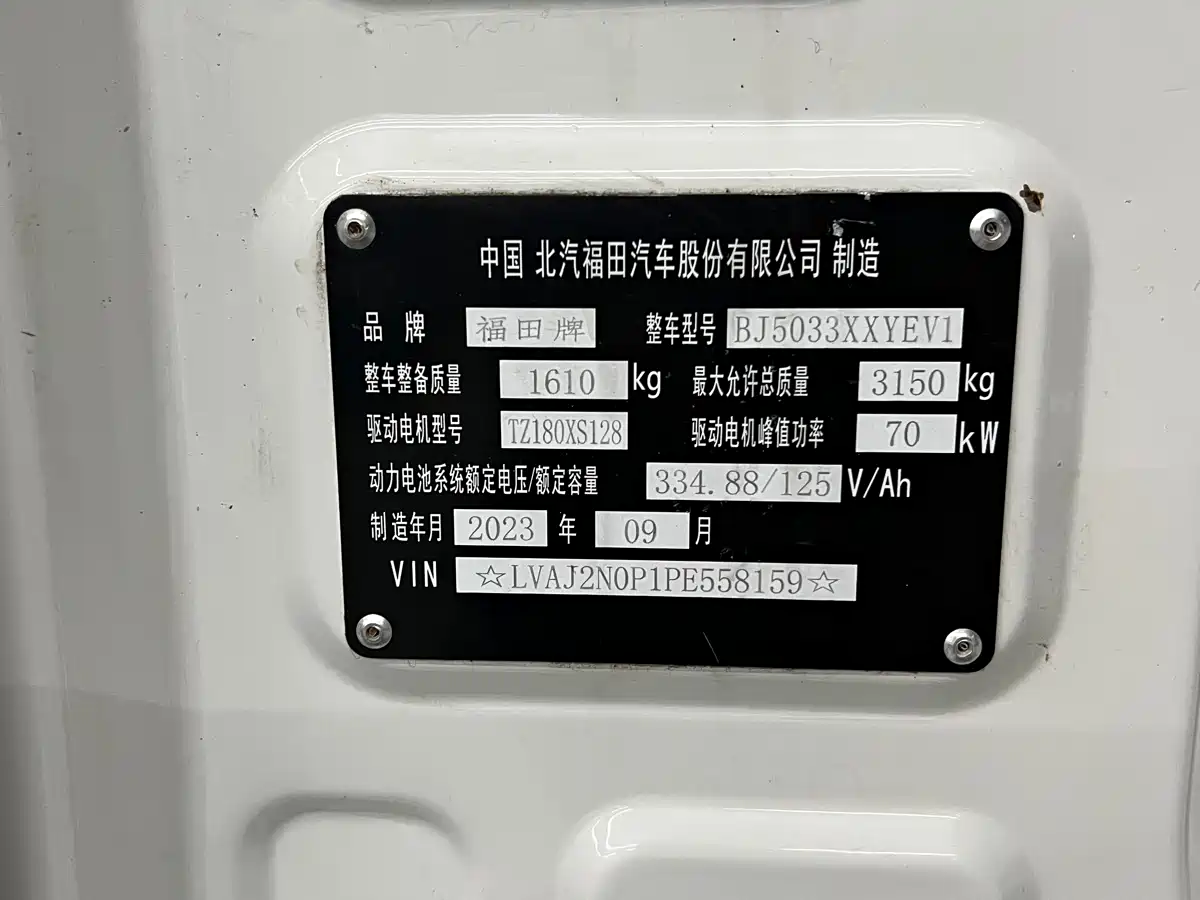 中国 北汽福田汽车股份有限公司 制造
品 牌 福田牌 整车型号 BJ5033XXYEV1
整车整备质量 1610 kg 最大允许总质量 3150 kg
驱动电机型号 TZ180XS128 驱动电机峰值功率 70 kW
动力电池系统额定电压/额定容量 334.88/125 V/Ah
制造年月 2023 年 09 月
VIN ☆LVAJ2N0P1PE558159☆